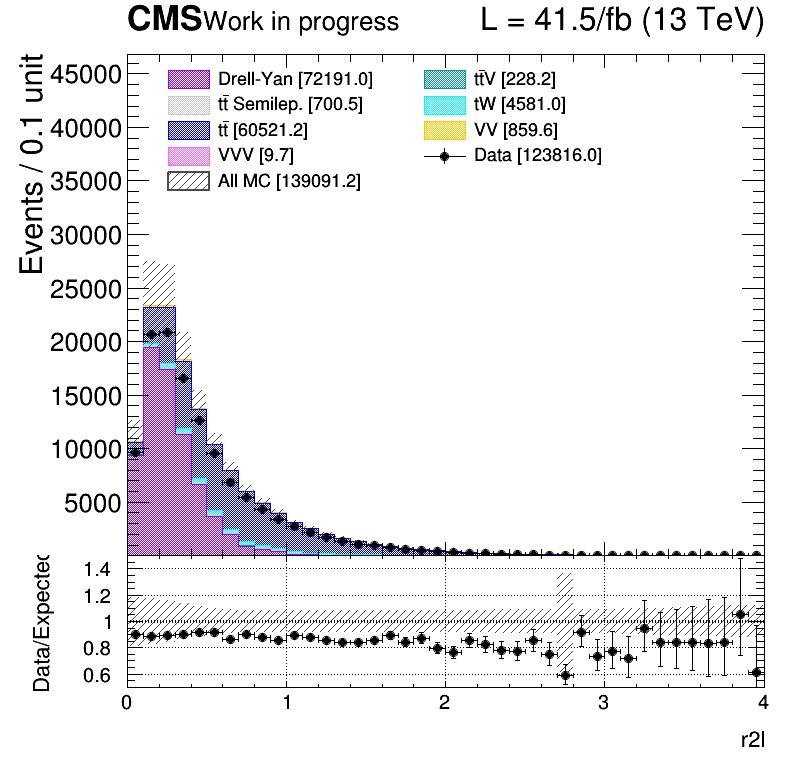 CMS Work in progress L = 41.5/fb (13 TeV)
Events / 0.1 unit
45000
40000
35000
30000
25000
20000
15000
10000
5000
Drell-Yan [72191.0]
tt̄ Semilep. [700.5]
tt̄ [60521.2]
VVV [9.7]
All MC [139091.2]
tt̄V [228.2]
tW [4581.0]
VV [859.6]
Data [123816.0]
Data/Expected
1.4
1.2
1
0.8
0.6
0 1 2 3 4
r2l